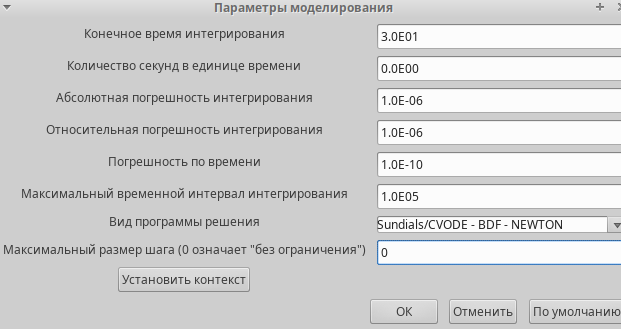 Параметры моделирования
Конечное время интегрирования 3.0E01
Количество секунд в единице времени 0.0E00
Абсолютная погрешность интегрирования 1.0E-06
Относительная погрешность интегрирования 1.0E-06
Погрешность по времени 1.0E-10
Максимальный временной интервал интегрирования 1.0E05
Вид программы решения Sundials/CVODE - BDF - NEWTON
Максимальный размер шага (0 означает "без ограничения") 0
Установить контекст
ОК Отменить По умолчанию